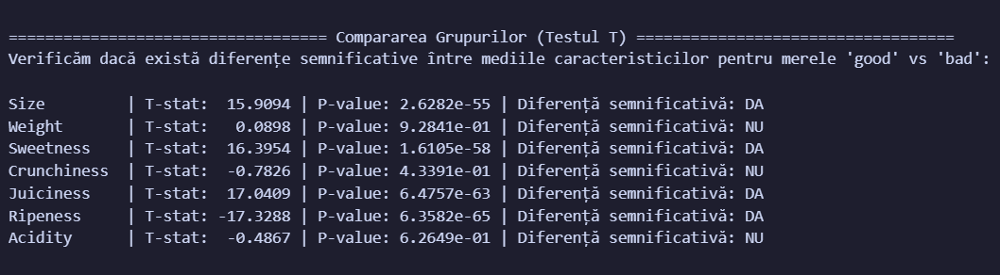 =================================== Compararea Grupurilor (Testul T) ===================================
Verificăm dacă există diferențe semnificative între mediile caracteristicilor pentru merele 'good' vs 'bad':
Size         | T-stat:  15.9094 | P-value: 2.6282e-55 | Diferență semnificativă: DA
Weight       | T-stat:   0.0898 | P-value: 9.2841e-01 | Diferență semnificativă: NU
Sweetness    | T-stat:  16.3954 | P-value: 1.6105e-58 | Diferență semnificativă: DA
Crunchiness  | T-stat:  -0.7826 | P-value: 4.3391e-01 | Diferență semnificativă: NU
Juiciness    | T-stat:  17.0409 | P-value: 6.4757e-63 | Diferență semnificativă: DA
Ripeness     | T-stat: -17.3288 | P-value: 6.3582e-65 | Diferență semnificativă: DA
Acidity      | T-stat:  -0.4867 | P-value: 6.2649e-01 | Diferență semnificativă: NU